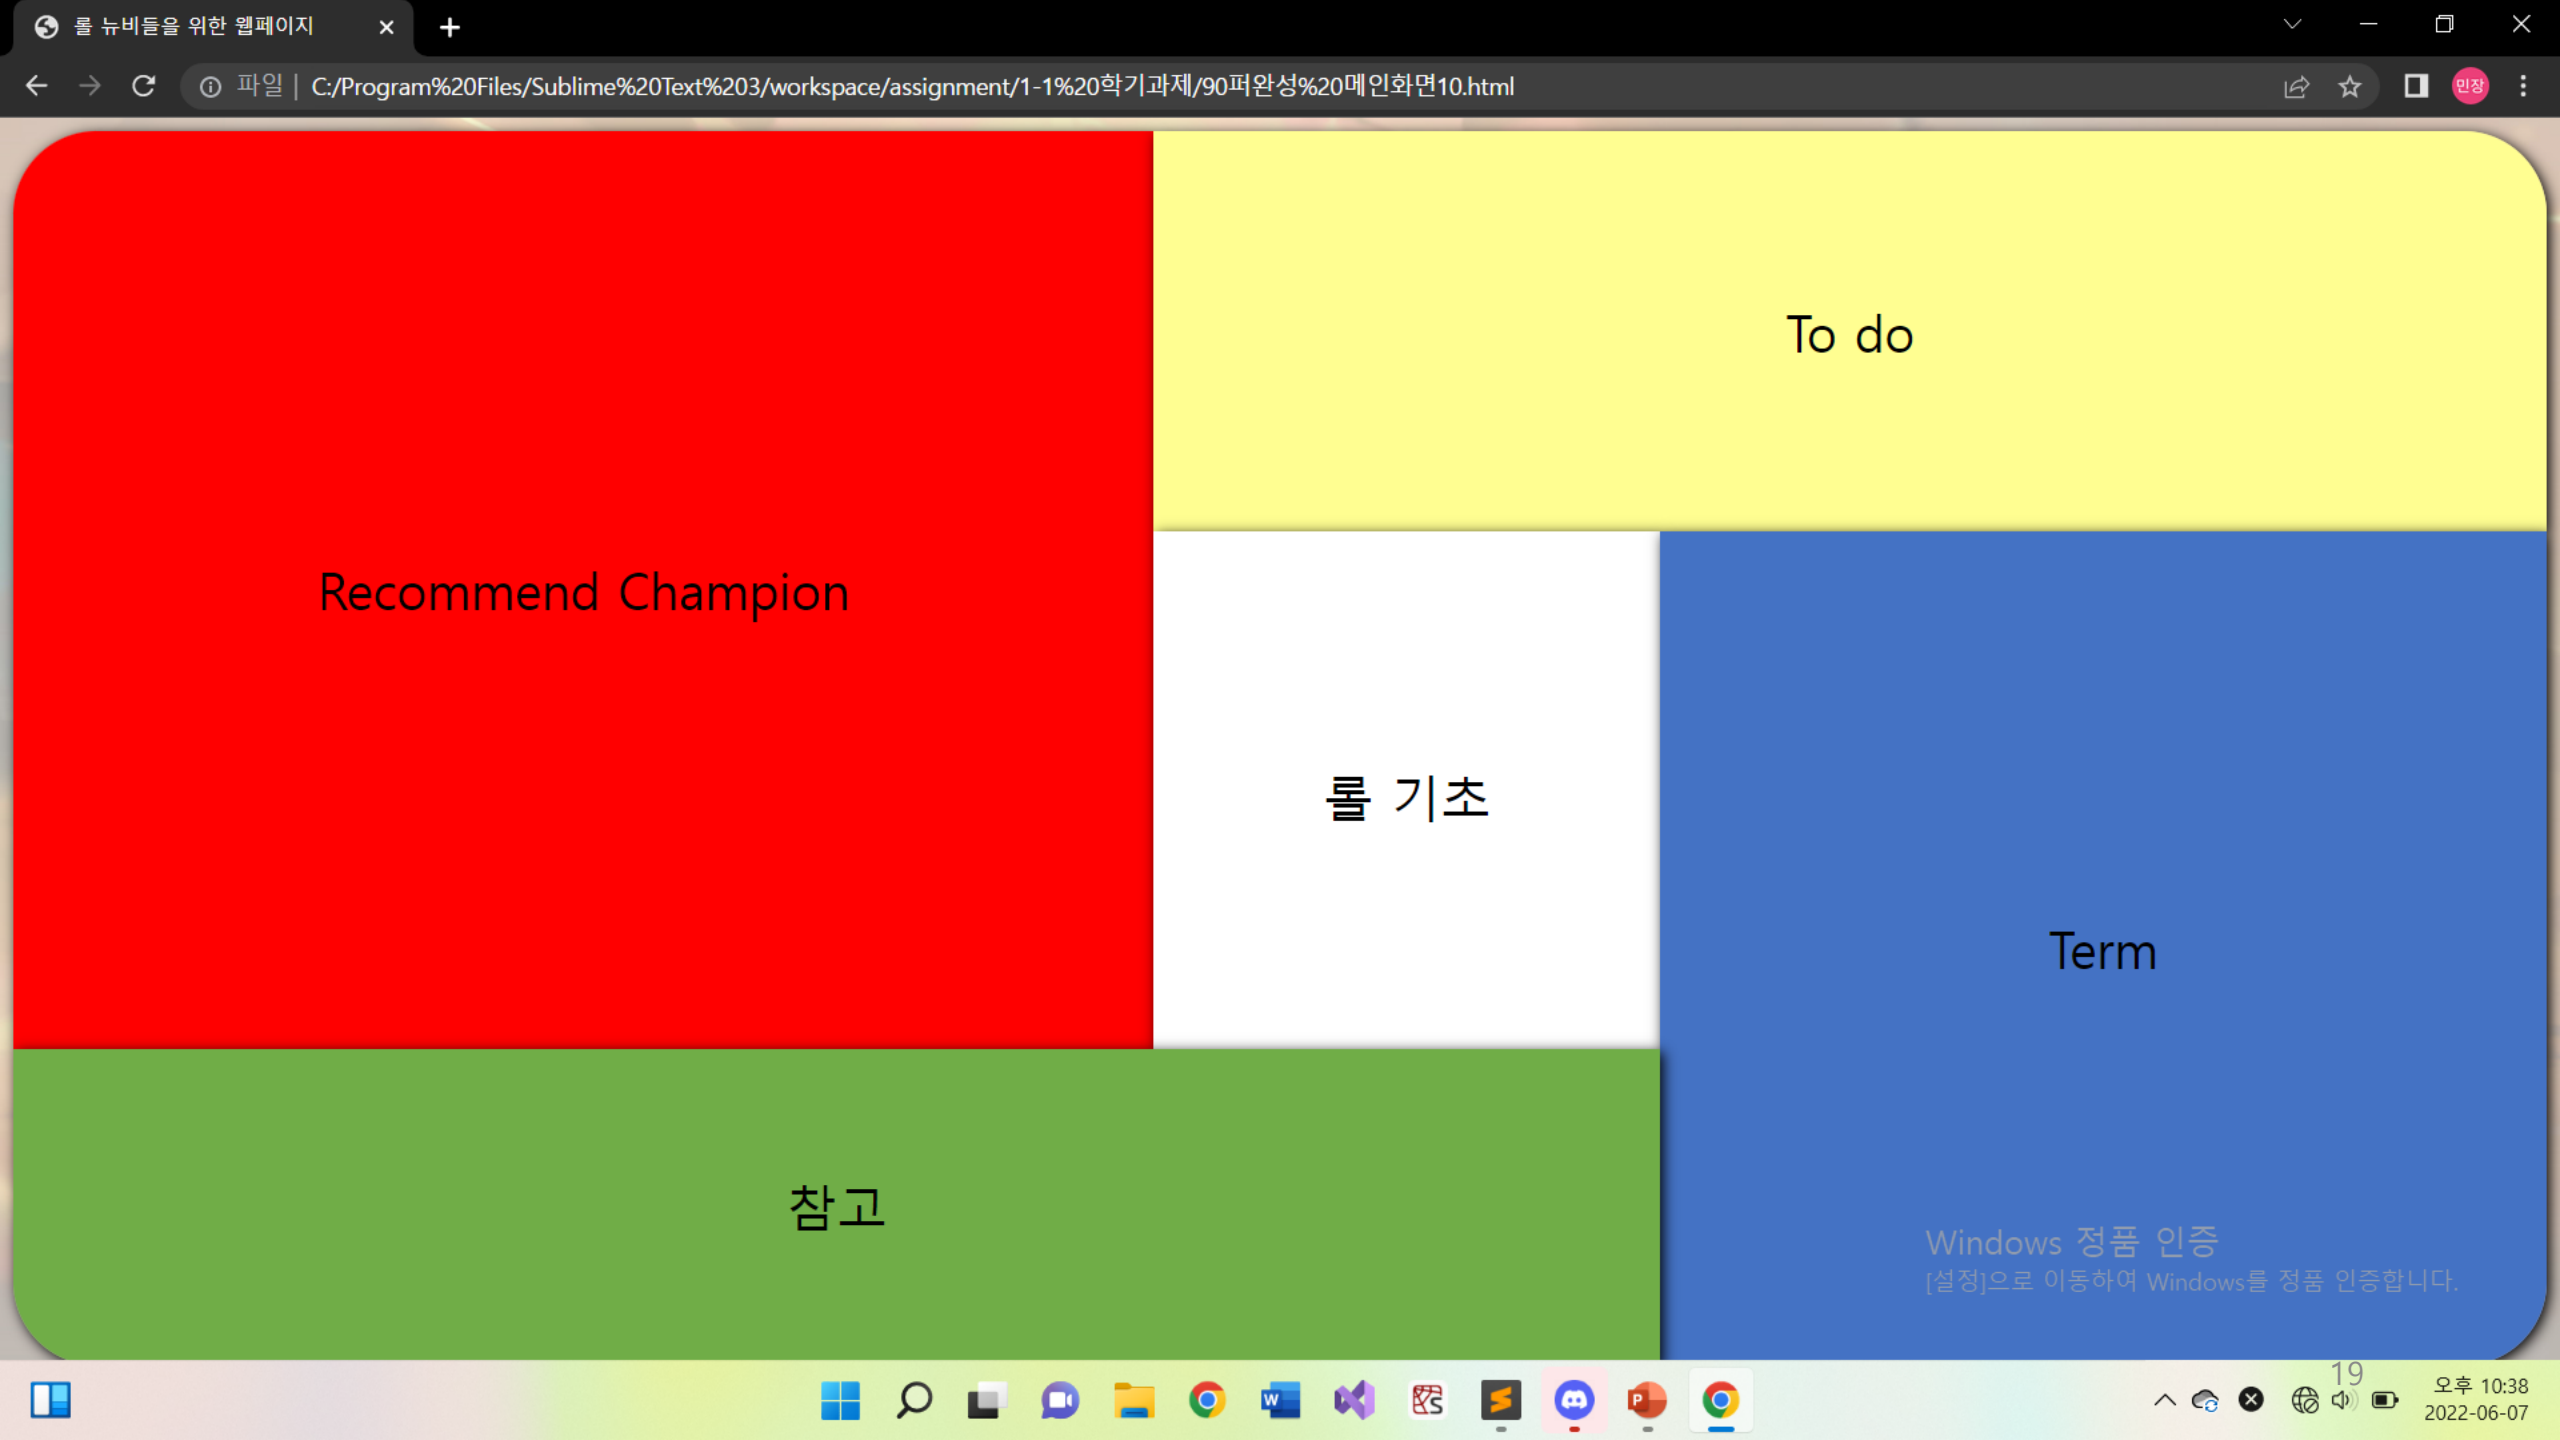 롤 뉴비들을 위한 웹페이지
파일 | C:/Program%20Files/Sublime%20Text%203/workspace/assignment/1-1%20학기과제/90퍼완성%20메인화면10.html
민장
To do
Recommend Champion
롤 기초
Term
참고
Windows 정품 인증
[설정]으로 이동하여 Windows를 정품 인증합니다.
19
오후 10:38
2022-06-07